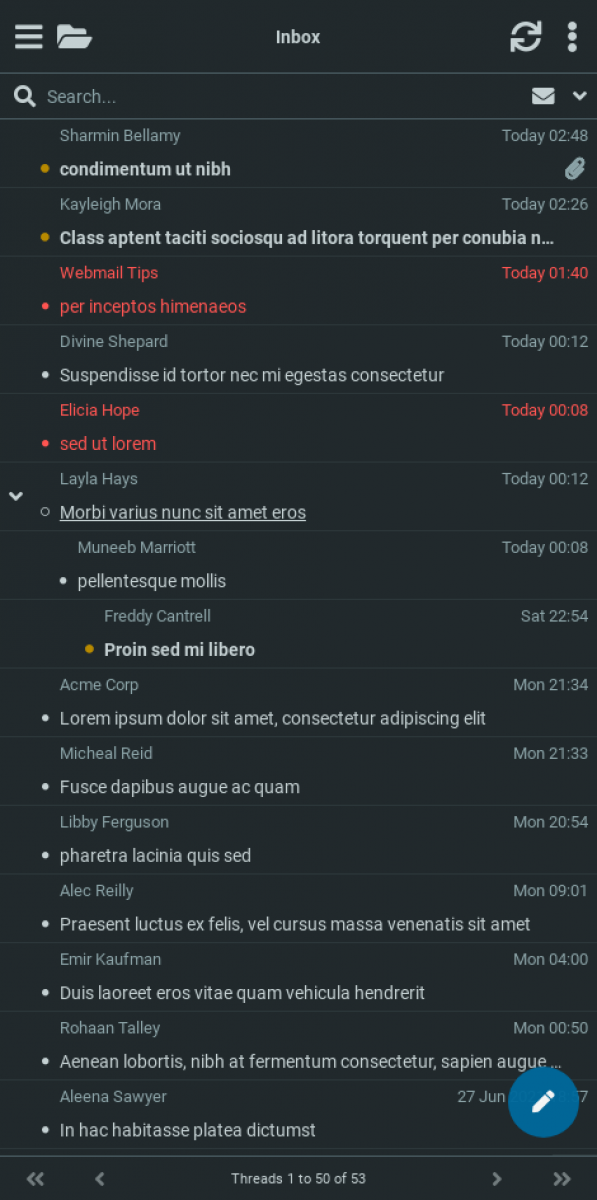 Inbox
Search...
Sharmin Bellamy Today 02:48
condimentum ut nibh
Kayleigh Mora Today 02:26
Class aptent taciti sociosqu ad litora torquent per conubia n...
Webmail Tips Today 01:40
per inceptos himenaeos
Divine Shepard Today 00:12
Suspendisse id tortor nec mi egestas consectetur
Elicia Hope Today 00:08
sed ut lorem
Layla Hays Today 00:12
Morbi varius nunc sit amet eros
Muneeb Marriott Today 00:08
pellentesque mollis
Freddy Cantrell Sat 22:54
Proin sed mi libero
Acme Corp Mon 21:34
Lorem ipsum dolor sit amet, consectetur adipiscing elit
Micheal Reid Mon 21:33
Fusce dapibus augue ac quam
Libby Ferguson Mon 20:54
pharetra lacinia quis sed
Alec Reilly Mon 09:01
Praesent luctus ex felis, vel cursus massa venenatis sit amet
Emir Kaufman Mon 04:00
Duis laoreet eros vitae quam vehicula hendrerit
Rohaan Talley Mon 00:50
Aenean lobortis, nibh at fermentum consectetur, sapien augue ...
Aleena Sawyer 27 Jun
In hac habitasse platea dictumst
Threads 1 to 50 of 53